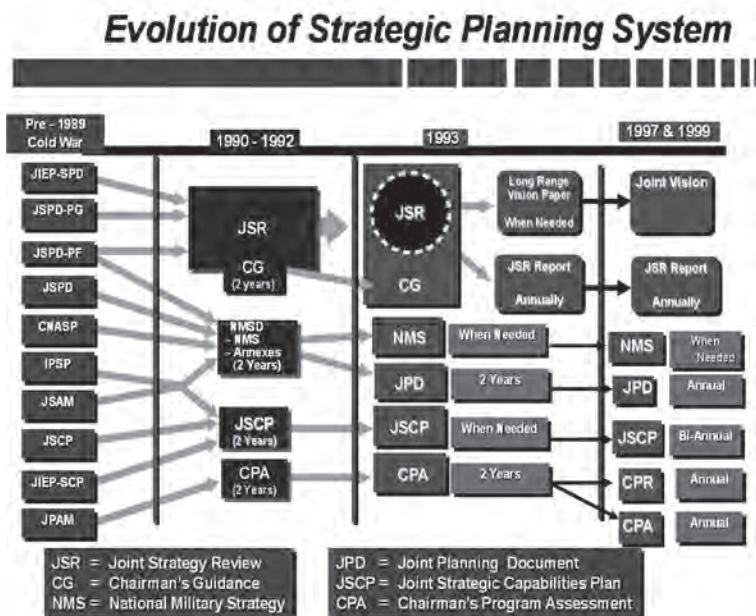 Evolution of Strategic Planning System
Pre - 1989
Cold War
1990 - 1992
1993
1997 & 1999
JIEP-SPD
JSPD-PG
JSPD-PF
JSPD
CNASP
IPSP
JSAM
JSCP
JIEP-SCP
JPAM
JSR
CG
(2 years)
NMSD
- NMS
- Annexes
(2 Years)
JSCP
(2 Years)
CPA
(2 Years)
JSR
CG
Long Range
Vision Paper
When Needed
JSR Report
Annually
NMS
When Needed
JPD
2 Years
JSCP
When Needed
CPA
2 Years
Joint Vision
JSR Report
Annually
NMS
When
Needed
JPD
Annual
JSCP
Bi-Annual
CPR
Annual
CPA
Annual
JSR = Joint Strategy Review
CG = Chairman's Guidance
NMS = National Military Strategy
JPD = Joint Planning Document
JSCP = Joint Strategic Capabilities Plan
CPA = Chairman's Program Assessment